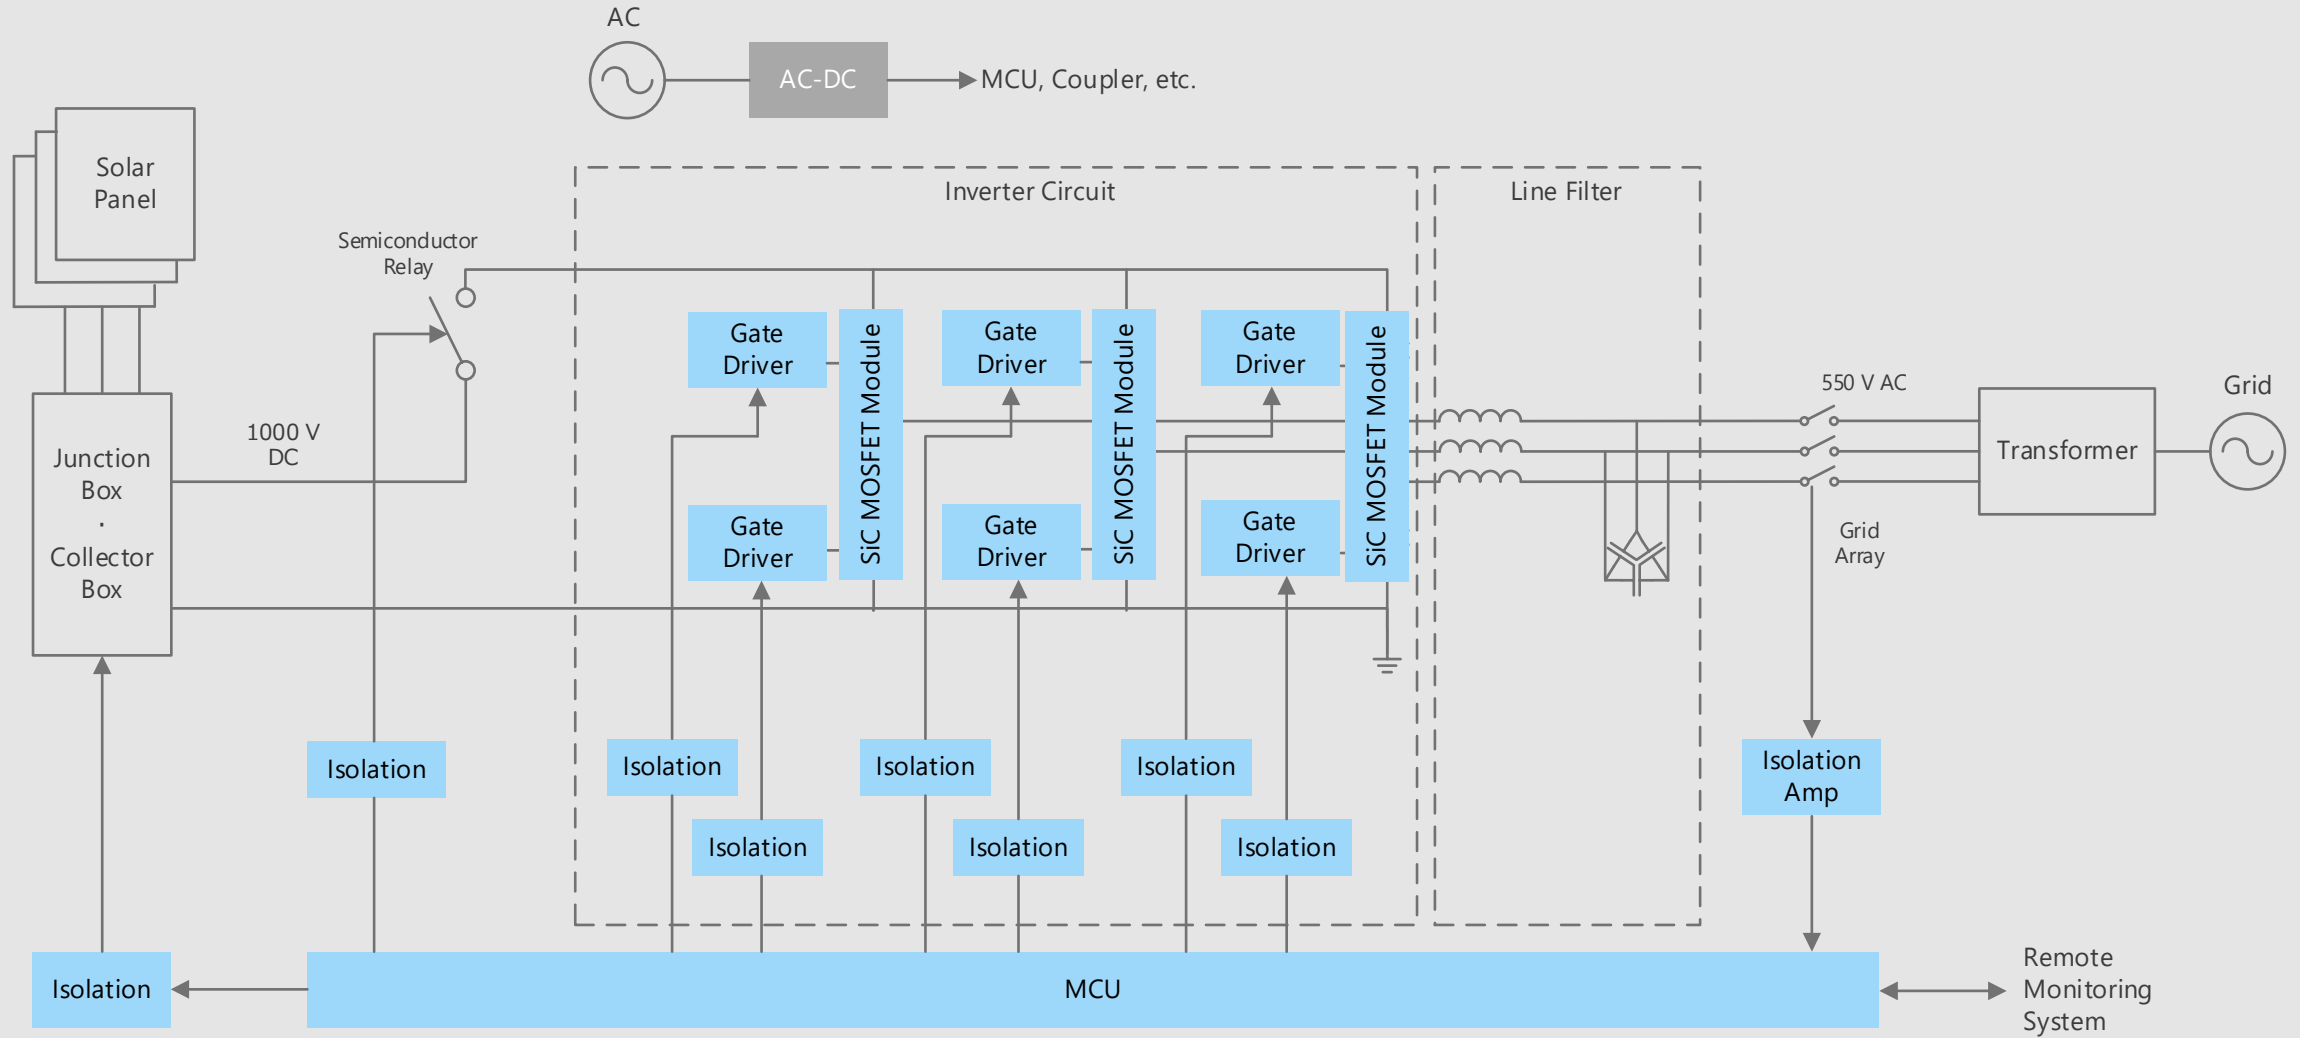 AC
AC-DC
MCU, Coupler, etc.
Solar
Panel
Inverter Circuit
Line Filter
Semiconductor
Relay
Gate
Driver
SiC MOSFET Module
Gate
Driver
SiC MOSFET Module
Gate
Driver
SiC MOSFET Module
550 V AC
Grid
1000 V
DC
Junction
Box
·
Collector
Box
Transformer
Gate
Driver
Gate
Driver
Gate
Driver
Grid
Array
Isolation
Isolation
Isolation
Isolation
Isolation
Amp
Isolation
Isolation
Isolation
Isolation
MCU
Remote
Monitoring
System